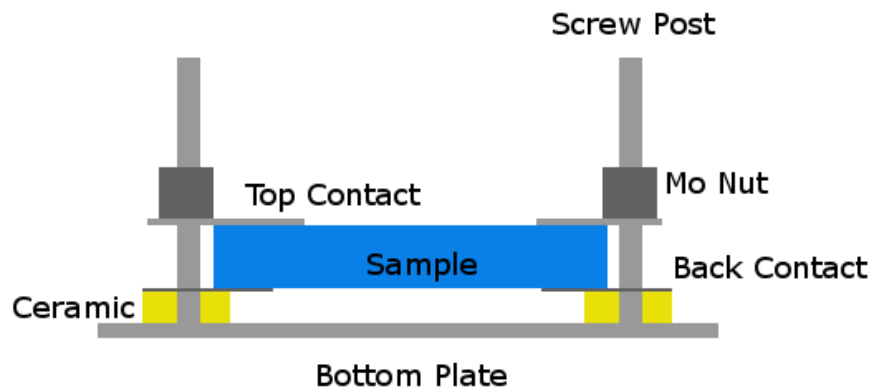 Screw Post
Top Contact
Mo Nut
Sample
Back Contact
Ceramic
Bottom Plate